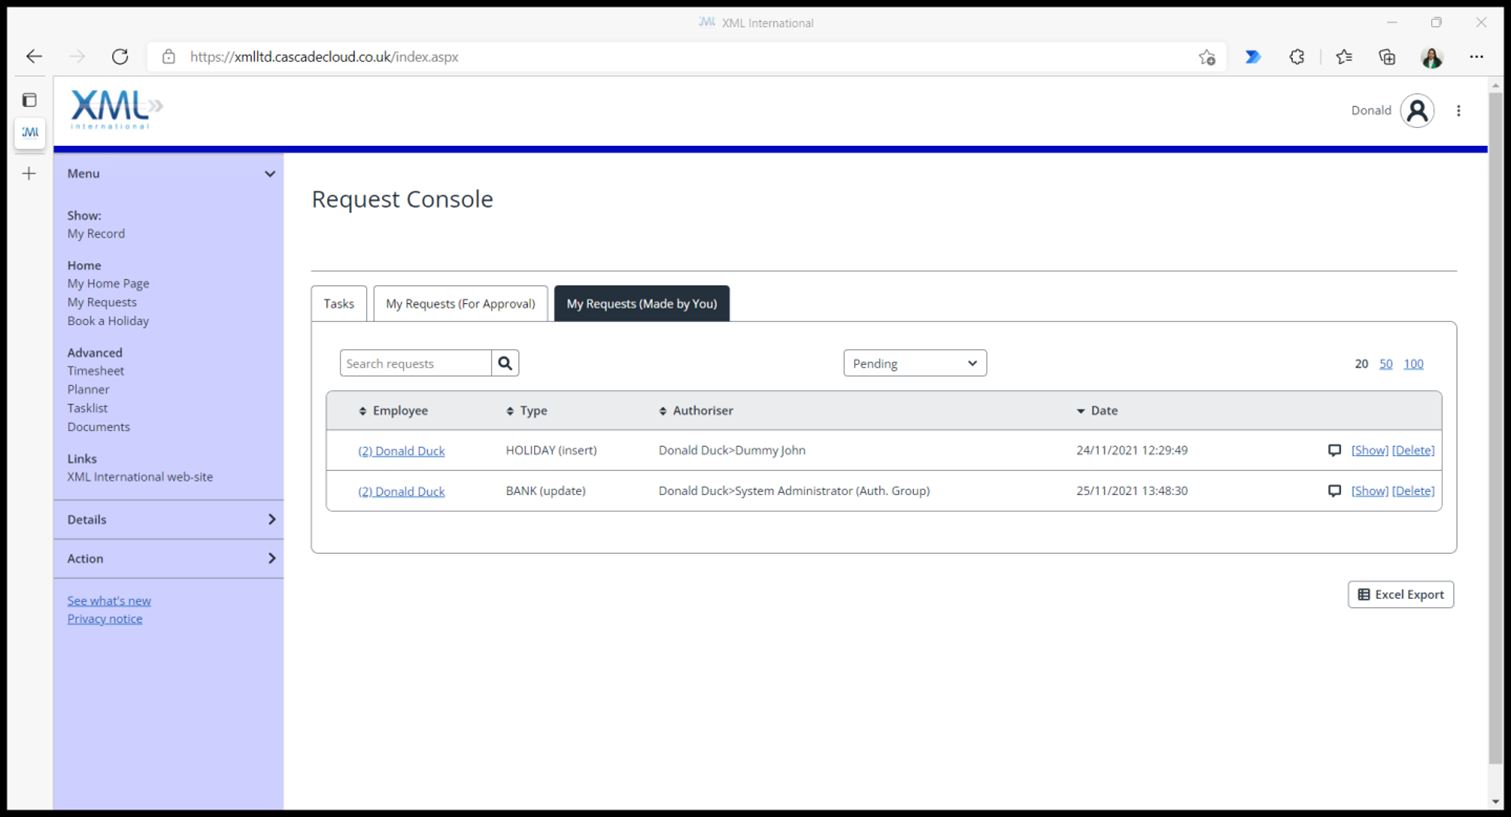 XML International
https://xmlltd.cascadecloud.co.uk/index.aspx
XML
international
Donald
Menu
Show:
My Record
Home
My Home Page
My Requests
Book a Holiday
Advanced
Timesheet
Planner
Tasklist
Documents
Links
XML International web-site
Details
Action
See what's new
Privacy notice
Request Console
Tasks My Requests (For Approval) My Requests (Made by You)
Search requests Pending 20 50 100
Employee Type Authoriser Date
(2) Donald Duck HOLIDAY (insert) Donald Duck>Dummy John 24/11/2021 12:29:49 [Show] [Delete]
(2) Donald Duck BANK (update) Donald Duck>System Administrator (Auth. Group) 25/11/2021 13:48:30 [Show] [Delete]
Excel Export